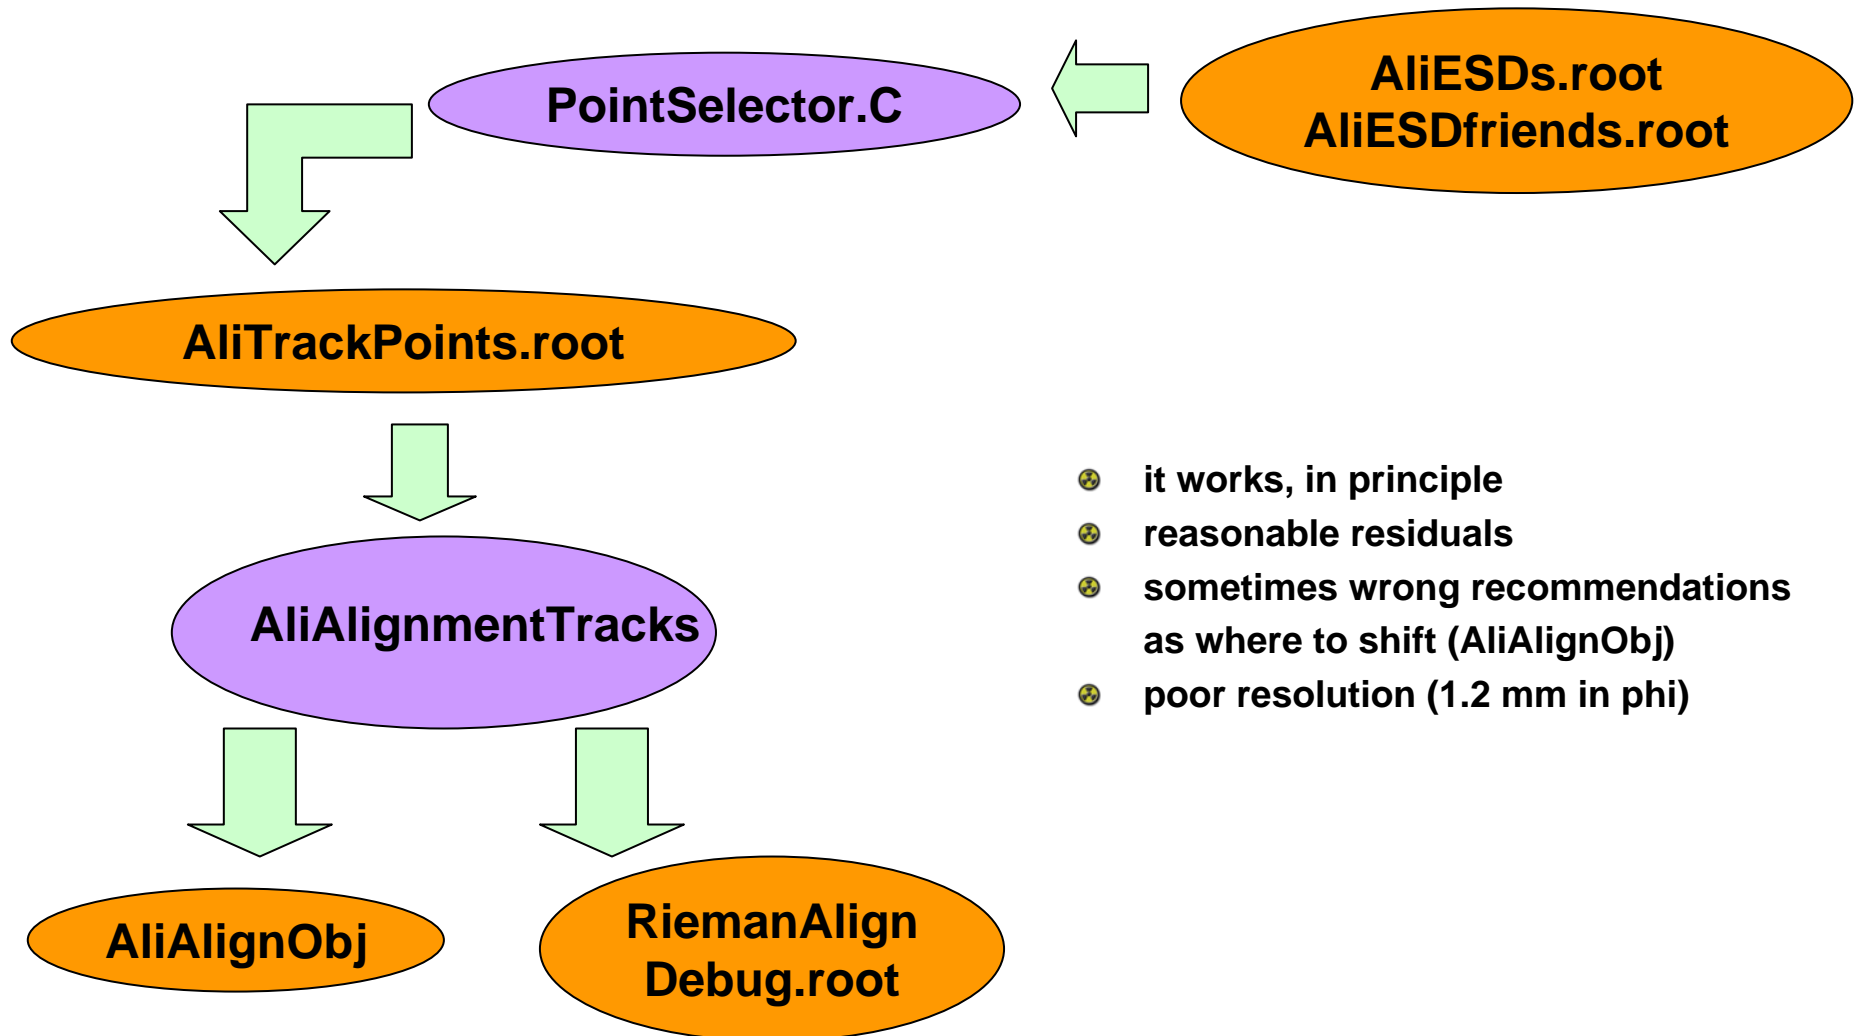 PointSelector.C
AliESDs.root
AliESDfriends.root
AliTrackPoints.root
AliAlignmentTracks
AliAlignObj
RiemanAlign
Debug.root
it works, in principle
reasonable residuals
sometimes wrong recommendations
as where to shift (AliAlignObj)
poor resolution (1.2 mm in phi)